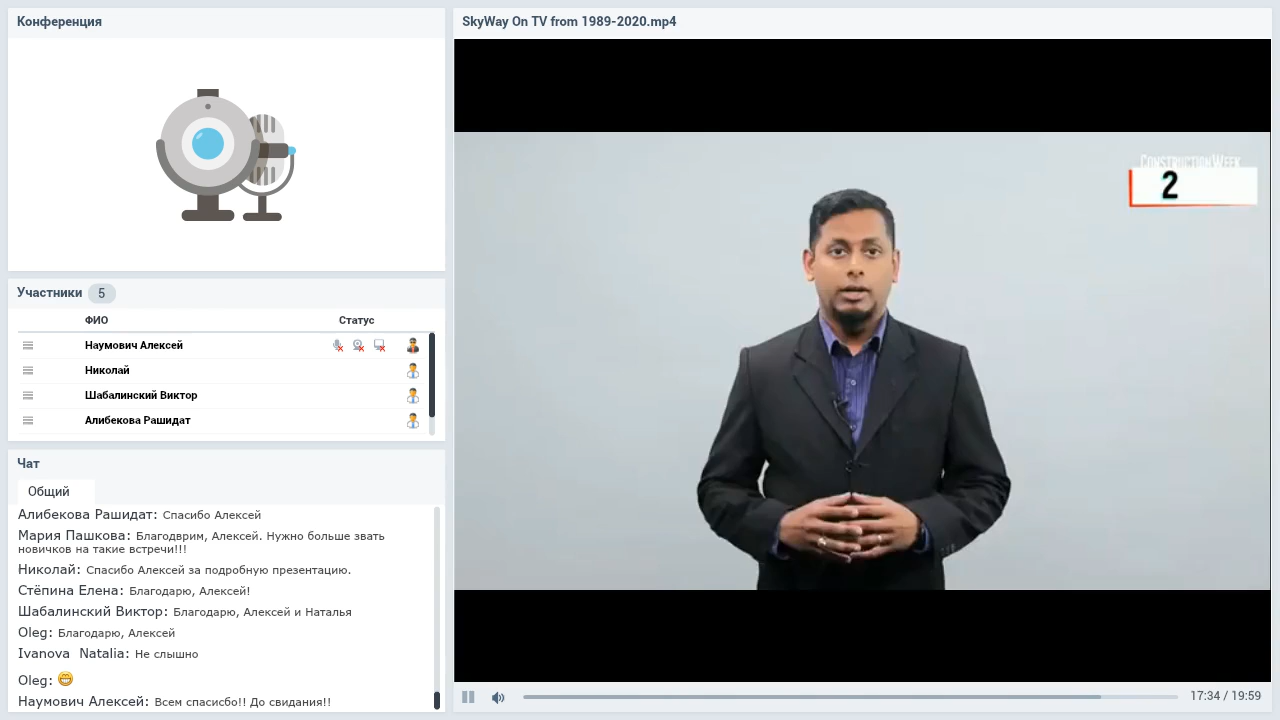 Конференция
SkyWay On TV from 1989-2020.mp4
ConstructionWeek
2
Участники 5
ФИО Статус
Наумович Алексей
Николай
Шабалинский Виктор
Алибекова Рашидат
Чат
Общий
Алибекова Рашидат: Спасибо Алексей
Мария Пашкова: Благодврим, Алексей. Нужно больше звать
новичков на такие встречи!!!
Николай: Спасибо Алексей за подробную презентацию.
Стёпина Елена: Благодарю, Алексей!
Шабалинский Виктор: Благодарю, Алексей и Наталья
Oleg: Благодарю, Алексей
Ivanova Natalia: Не слышно
Oleg:
Наумович Алексей: Всем спасисбо!! До свидания!!
17:34 / 19:59